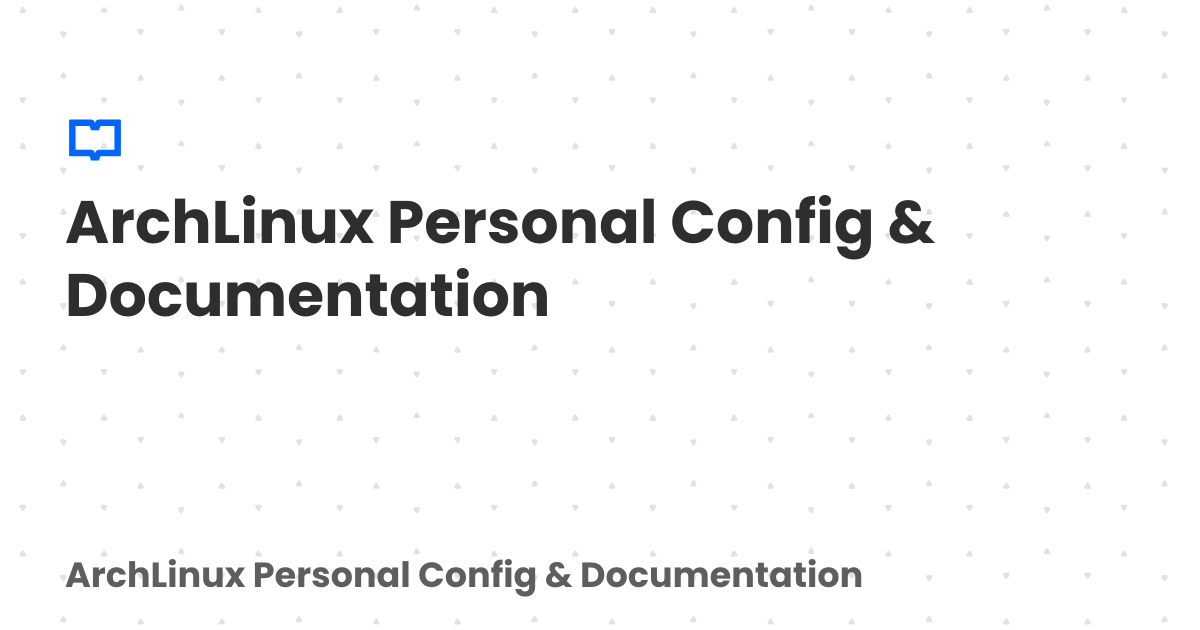 ArchLinux Personal Config &
Documentation
ArchLinux Personal Config & Documentation